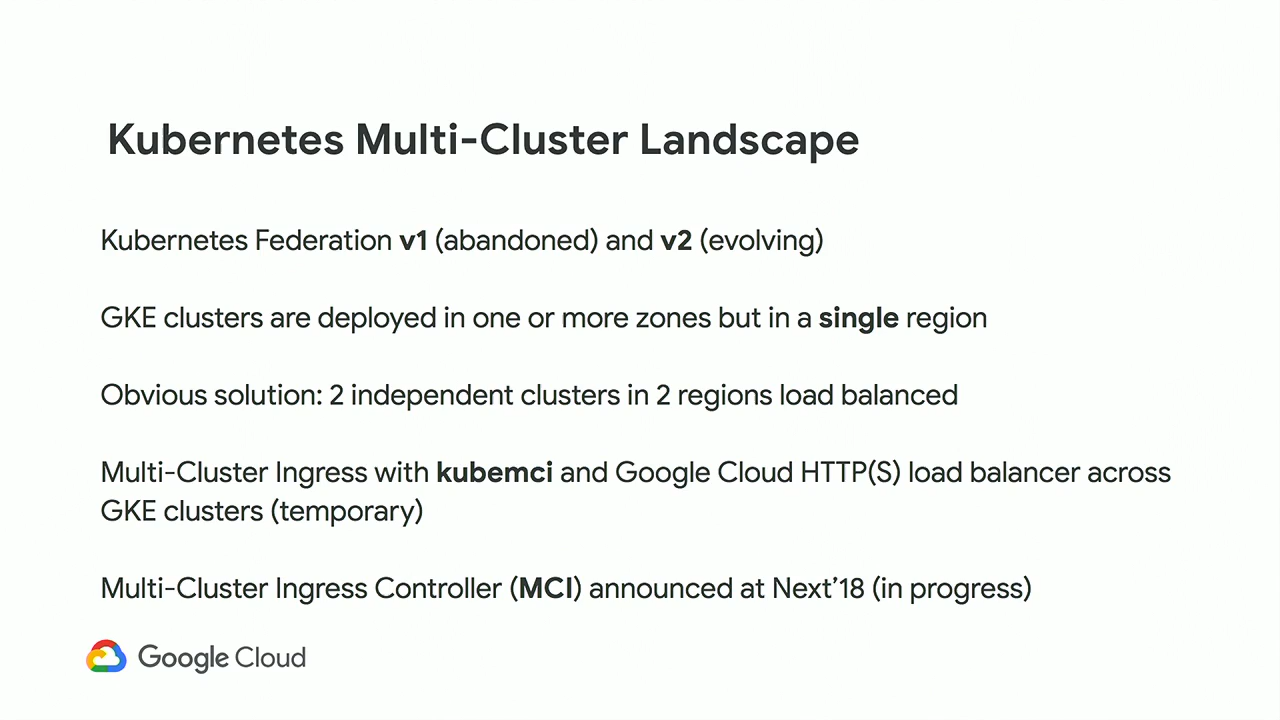 Kubernetes Multi-Cluster Landscape
Kubernetes Federation v1 (abandoned) and v2 (evolving)
GKE clusters are deployed in one or more zones but in a single region
Obvious solution: 2 independent clusters in 2 regions load balanced
Multi-Cluster Ingress with kubemci and Google Cloud HTTP(S) load balancer across
GKE clusters (temporary)
Multi-Cluster Ingress Controller (MCI) announced at Next’18 (in progress)
Google Cloud